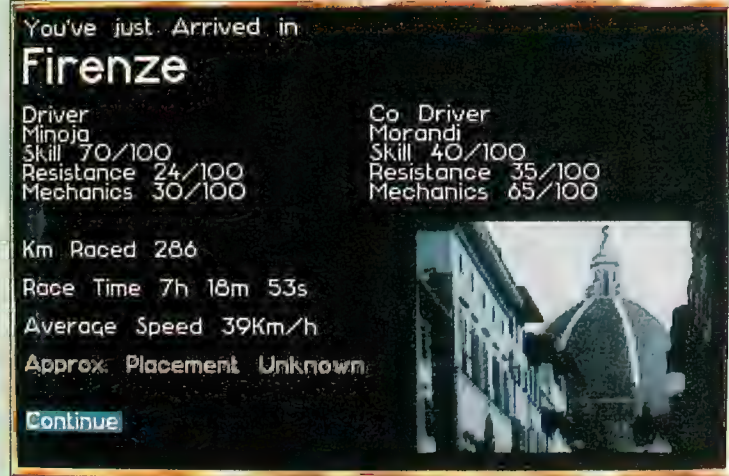 You've just Arrived in
Firenze
Driver
Minoja
Skill 70/100
Resistance 24/100
Mechanics 30/100
Co Driver
Morandi
Skill 40/100
Resistance 35/100
Mechanics 65/100
Km Raced 286
Race Time 7h 18m 53s
Average Speed 39Km/h
Approx. Placement Unknown
Continue